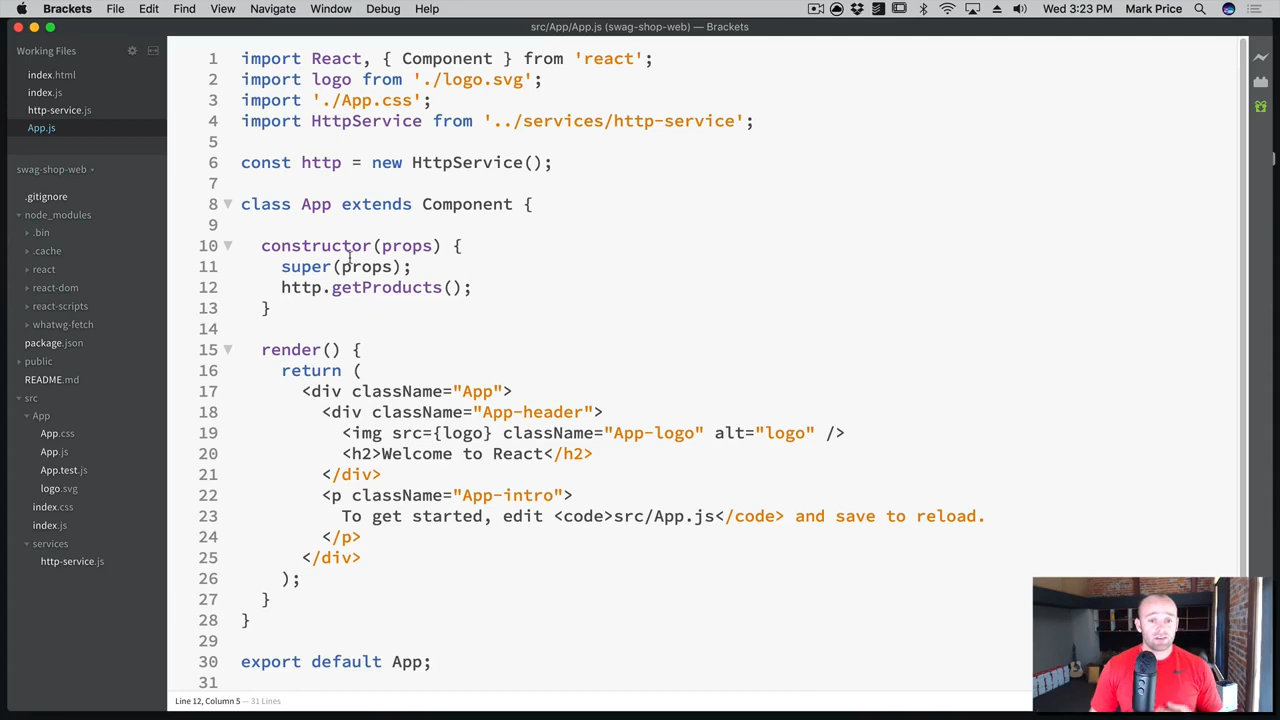 Brackets File Edit Find View Navigate Window Debug Help Wed 3:23 PM Mark Price
src/App/App.js (swag-shop-web) — Brackets
Working Files
index.html
index.js
http-service.js
App.js
swag-shop-web
.gitignore
node_modules
.bin
.cache
react
react-dom
react-scripts
whatwg-fetch
package.json
public
README.md
src
App
App.css
App.js
App.test.js
logo.svg
index.css
index.js
services
http-service.js
1 import React, { Component } from 'react';
2 import logo from './logo.svg';
3 import './App.css';
4 import HttpService from '../services/http-service';
5
6 const http = new HttpService();
7
8 class App extends Component {
9
10 constructor(props) {
11 super(props);
12 http.getProducts();
13 }
14
15 render() {
16 return (
17 <div className="App">
18 <div className="App-header">
19 <img src={logo} className="App-logo" alt="logo" />
20 <h2>Welcome to React</h2>
21 </div>
22 <p className="App-intro">
23 To get started, edit <code>src/App.js</code> and save to reload.
24 </p>
25 </div>
26 );
27 }
28 }
29
30 export default App;
31
Line 12, Column 5 — 31 Lines